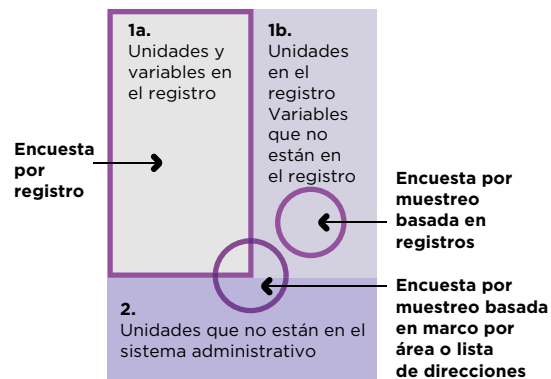 1a.
Unidades y
variables en
el registro
1b.
Unidades
en el
registro
Variables
que no
están en
el registro
Encuesta
por
registro
Encuesta por
muestreo
basada en
registros
2.
Unidades que no están en el
sistema administrativo
Encuesta por
muestreo basada
en marco por
área o lista
de direcciones